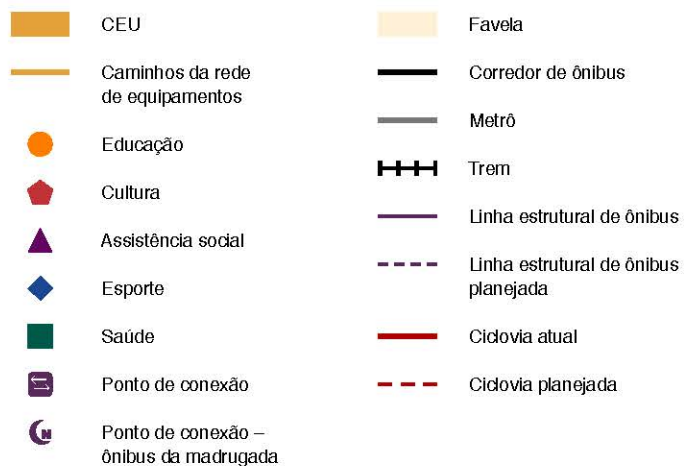 CEU
Caminhos da rede
de equipamentos
Educação
Cultura
Assistência social
Esporte
Saúde
Ponto de conexão
N
Ponto de conexão –
ônibus da madrugada
Favela
Corredor de ônibus
Metrô
Trem
Linha estrutural de ônibus
Linha estrutural de ônibus
planejada
Ciclovia atual
Ciclovia planejada